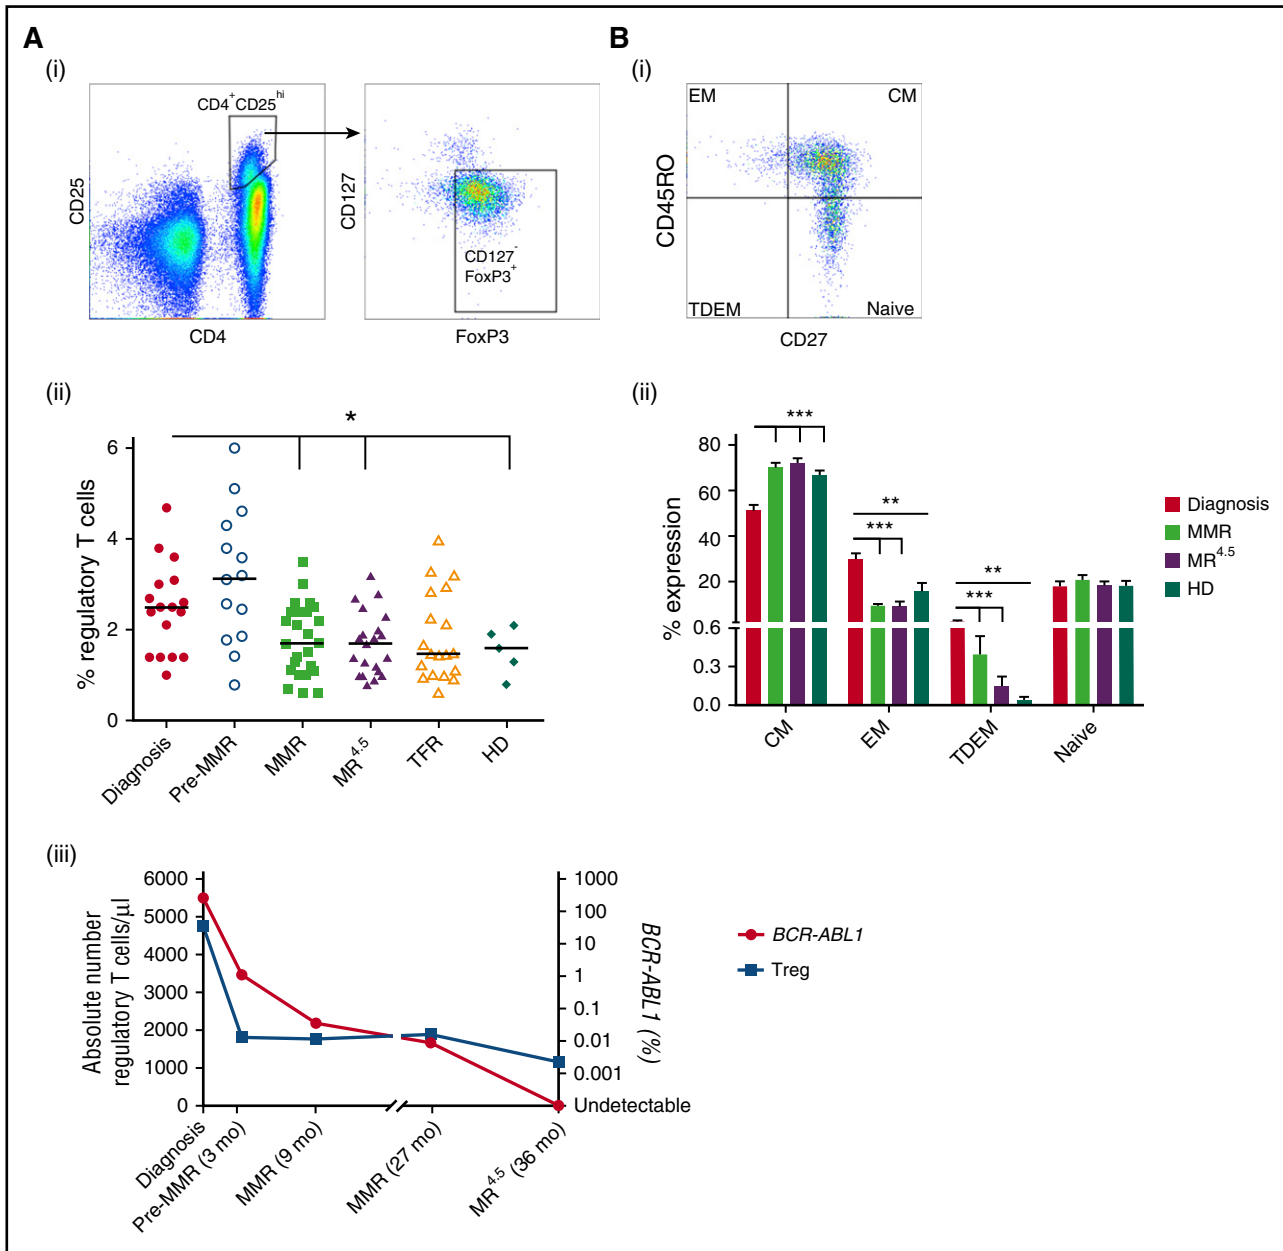 A
(i)
CD4+CD25hi
CD25
CD4
CD127
CD127-
FoxP3+
FoxP3
B
(i)
EM
CM
CD45RO
TDEM
Naive
CD27
(ii)
*
% regulatory T cells
6
4
2
0
Diagnosis
Pre-MMR
MMR
MR4.5
TFR
HD
(ii)
% expression
80
60
40
20
0.6
0.3
0.0
***
**
***
**
***
CM
EM
TDEM
Naive
Diagnosis
MMR
MR4.5
HD
(iii)
Absolute number
regulatory T cells/µl
6000
5000
4000
3000
2000
1000
0
1000
100
10
1
0.1
0.01
0.001
Undetectable
BCR-ABL1 (%)
Diagnosis
Pre-MMR (3 mo)
MMR (9 mo)
MMR (27 mo)
MR4.5 (36 mo)
BCR-ABL1
Treg